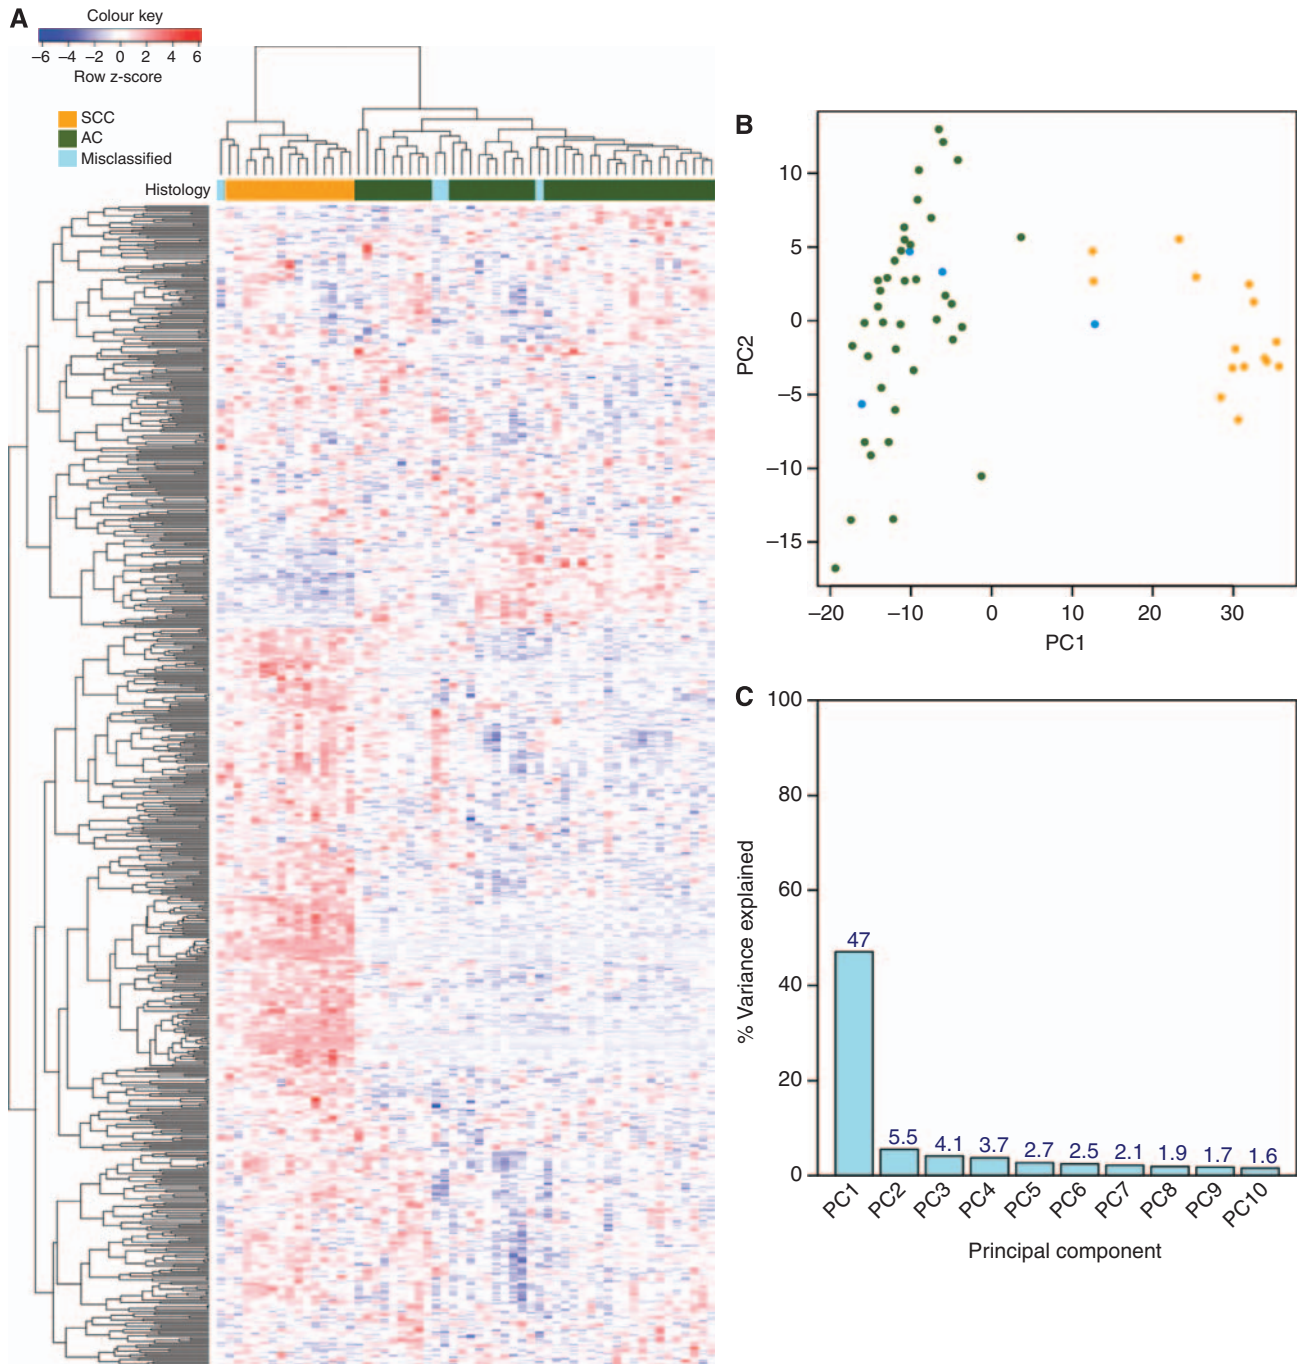 A
Colour key
−6 −4 −2 0 2 4 6
Row z-score
SCC
AC
Misclassified
Histology
B
10
5
0
−5
−10
−15
PC2
−20 −10 0 10 20 30
PC1
C
100
80
60
40
20
0
% Variance explained
47
5.5 4.1 3.7 2.7 2.5 2.1 1.9 1.7 1.6
PC1 PC2 PC3 PC4 PC5 PC6 PC7 PC8 PC9 PC10
Principal component